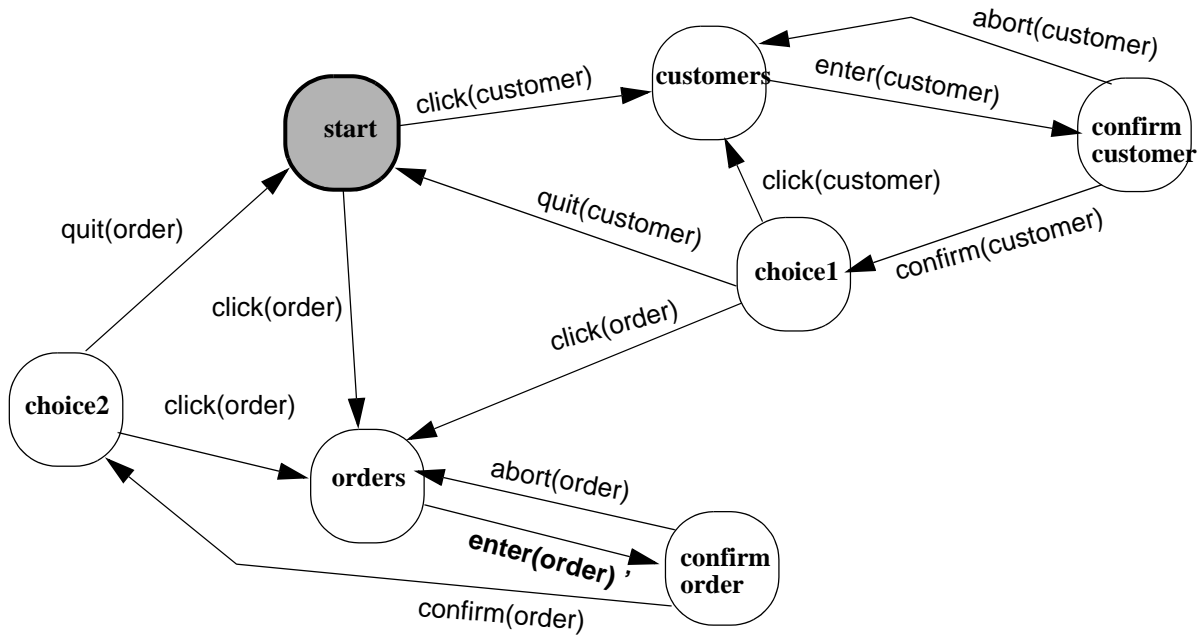 abort(customer)
customers
enter(customer)
click(customer)
start
confirm
customer
click(customer)
quit(customer)
quit(order)
choice1
confirm(customer)
click(order)
click(order)
choice2
click(order)
orders
abort(order)
enter(order) ,
confirm
order
confirm(order)